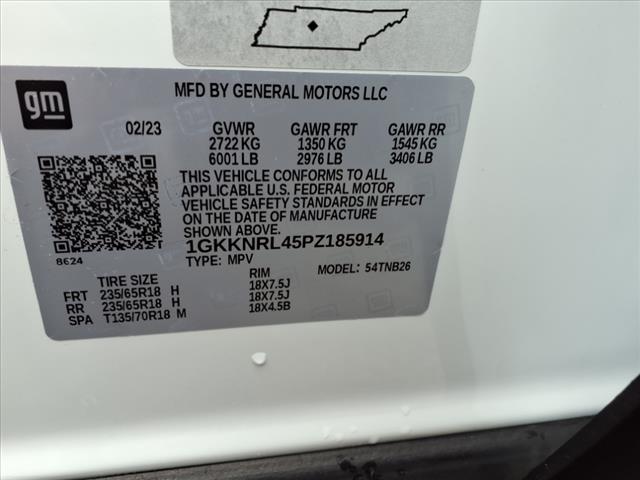 gm
MFD BY GENERAL MOTORS LLC
02/23 GVWR GAWR FRT GAWR RR
2722 KG 1350 KG 1545 KG
6001 LB 2976 LB 3406 LB
THIS VEHICLE CONFORMS TO ALL
APPLICABLE U.S. FEDERAL MOTOR
VEHICLE SAFETY STANDARDS IN EFFECT
ON THE DATE OF MANUFACTURE
SHOWN ABOVE.
1GKKNRL45PZ185914
8624
TYPE: MPV MODEL: 54TNB26
TIRE SIZE RIM
FRT 235/65R18 H 18X7.5J
RR 235/65R18 H 18X7.5J
SPA T135/70R18 M 18X4.5B